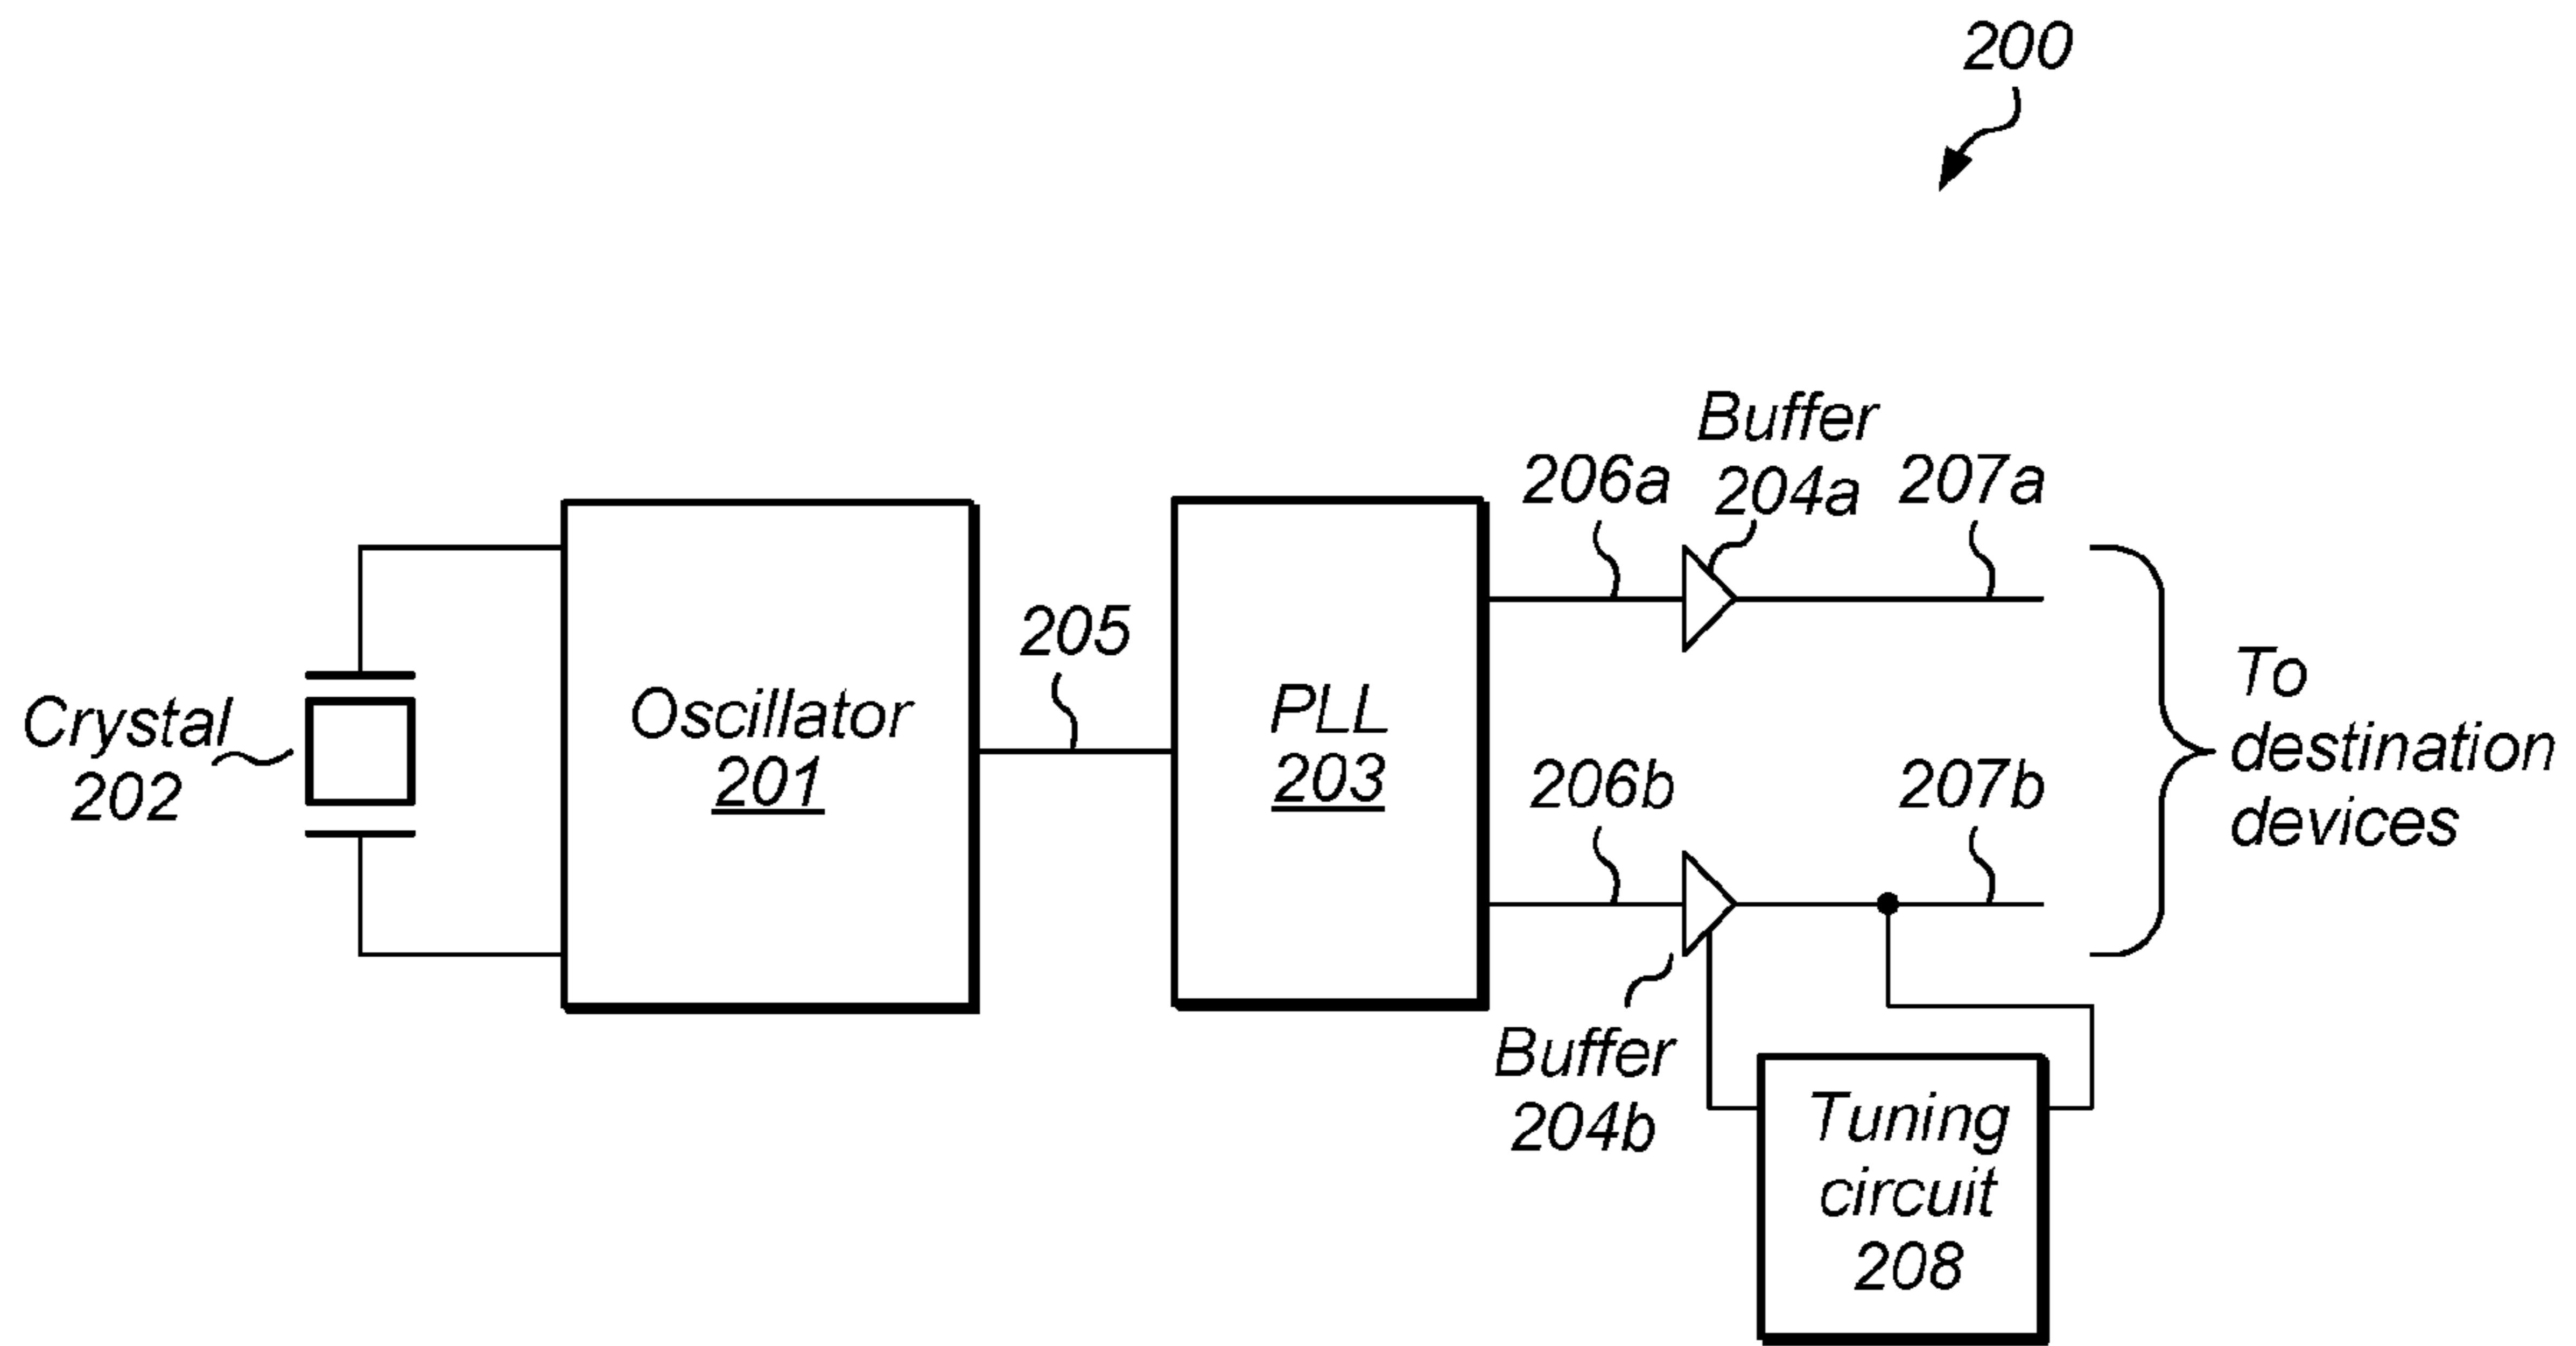 200
Buffer
204a
206a
207a
205
Crystal
202
Oscillator
201
PLL
203
206b
207b
To
destination
devices
Buffer
204b
Tuning
circuit
208